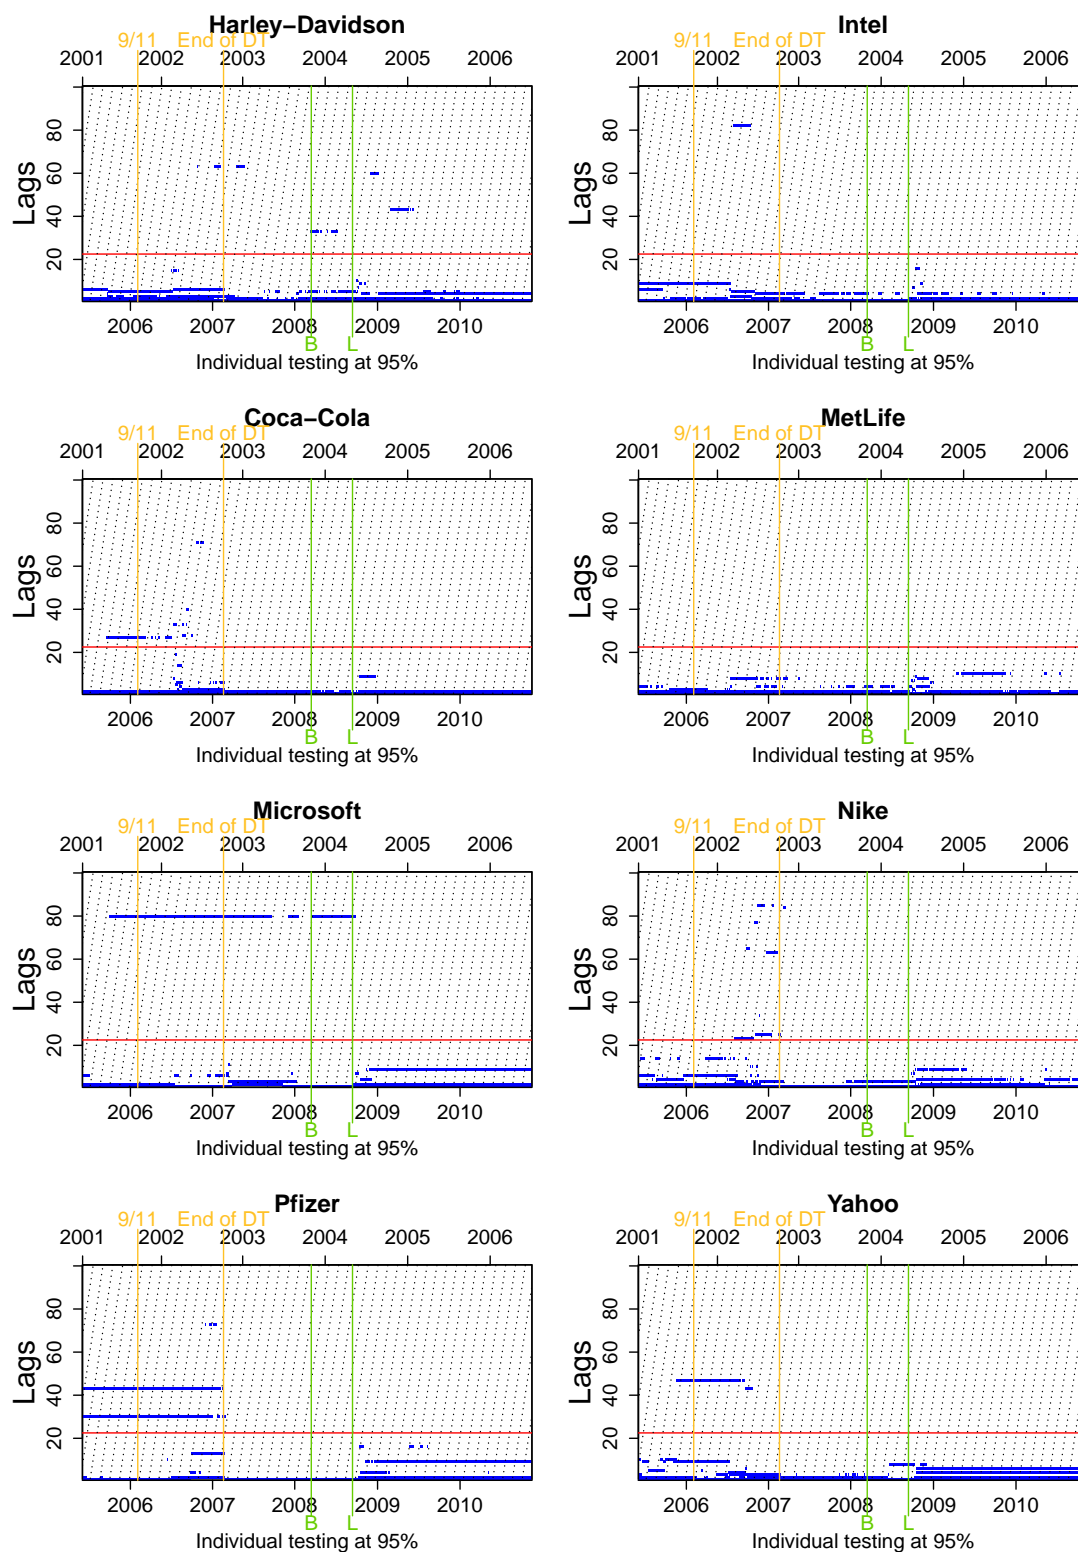 Harley−Davidson
9/11 End of DT
2001 2002 2003 2004 2005 2006
Lags
80
60
40
20
2006 2007 2008 2009 2010
B L
Individual testing at 95%
Intel
9/11 End of DT
2001 2002 2003 2004 2005 2006
Lags
80
60
40
20
2006 2007 2008 2009 2010
B L
Individual testing at 95%
Coca−Cola
9/11 End of DT
2001 2002 2003 2004 2005 2006
Lags
80
60
40
20
2006 2007 2008 2009 2010
B L
Individual testing at 95%
MetLife
9/11 End of DT
2001 2002 2003 2004 2005 2006
Lags
80
60
40
20
2006 2007 2008 2009 2010
B L
Individual testing at 95%
Microsoft
9/11 End of DT
2001 2002 2003 2004 2005 2006
Lags
80
60
40
20
2006 2007 2008 2009 2010
B L
Individual testing at 95%
Nike
9/11 End of DT
2001 2002 2003 2004 2005 2006
Lags
80
60
40
20
2006 2007 2008 2009 2010
B L
Individual testing at 95%
Pfizer
9/11 End of DT
2001 2002 2003 2004 2005 2006
Lags
80
60
40
20
2006 2007 2008 2009 2010
B L
Individual testing at 95%
Yahoo
9/11 End of DT
2001 2002 2003 2004 2005 2006
Lags
80
60
40
20
2006 2007 2008 2009 2010
B L
Individual testing at 95%